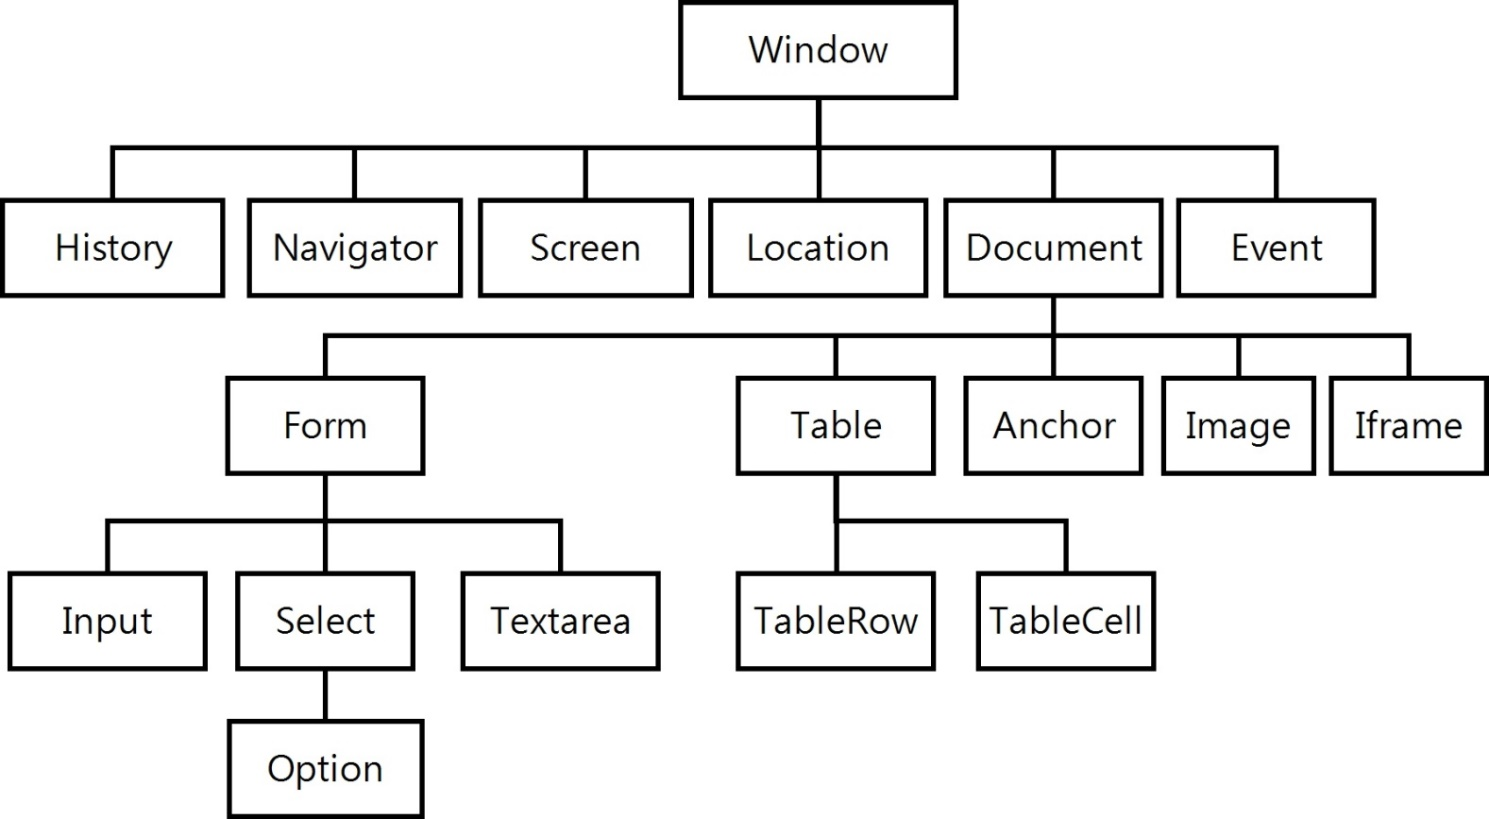 Window
History
Navigator
Screen
Location
Document
Event
Form
Table
Anchor
Image
Iframe
Input
Select
Textarea
TableRow
TableCell
Option